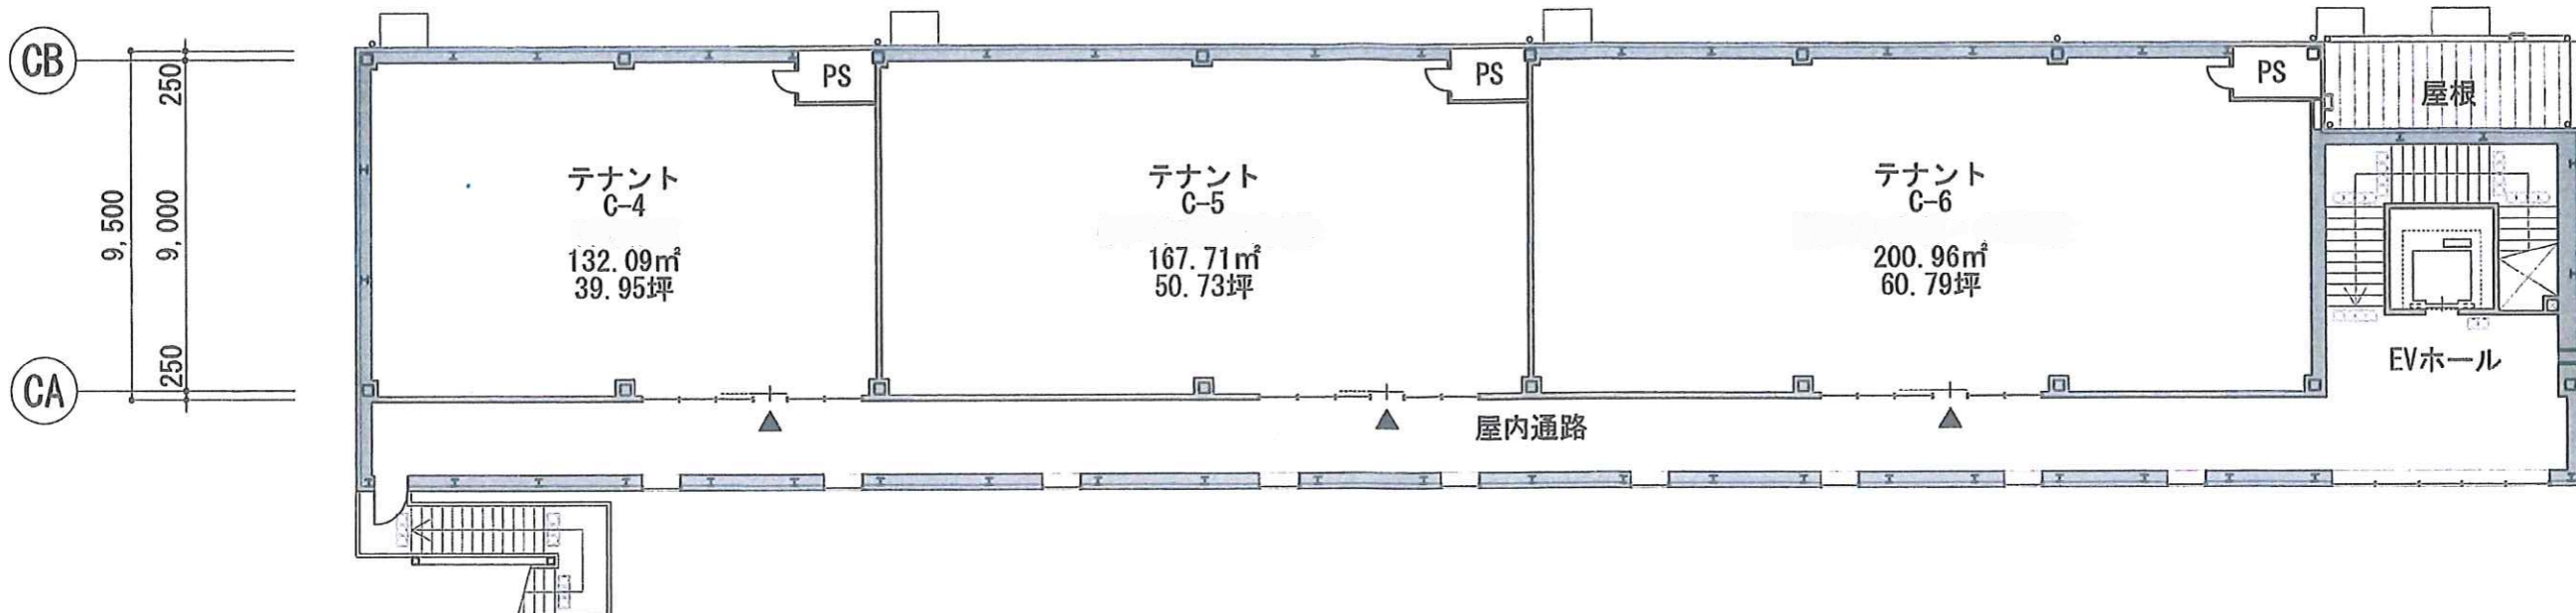 CB
CA
9,500
250
9,000
250
PS
PS
PS
屋根
テナント
C-4
132.09㎡
39.95坪
テナント
C-5
167.71㎡
50.73坪
テナント
C-6
200.96㎡
60.79坪
EVホール
屋内通路